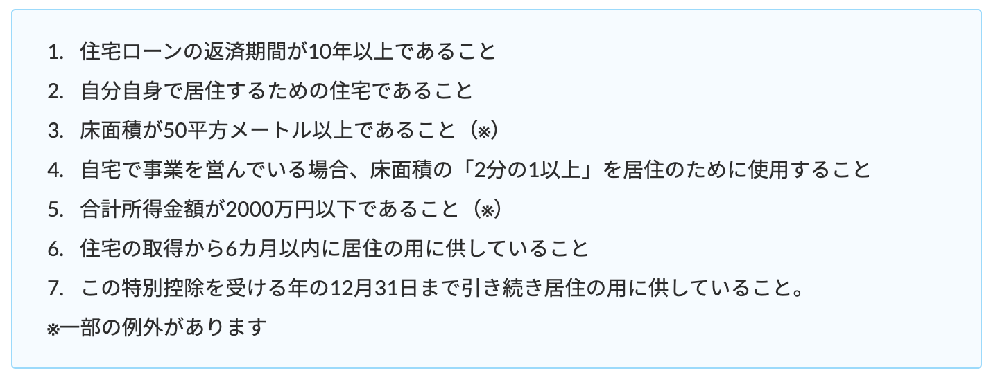 1. 住宅ローンの返済期間が10年以上であること
2. 自分自身で居住するための住宅であること
3. 床面積が50平方メートル以上であること（※）
4. 自宅で事業を営んでいる場合、床面積の「2分の1以上」を居住のために使用すること
5. 合計所得金額が2000万円以下であること（※）
6. 住宅の取得から6カ月以内に居住の用に供していること
7. この特別控除を受ける年の12月31日まで引き続き居住の用に供していること。
※一部の例外があります